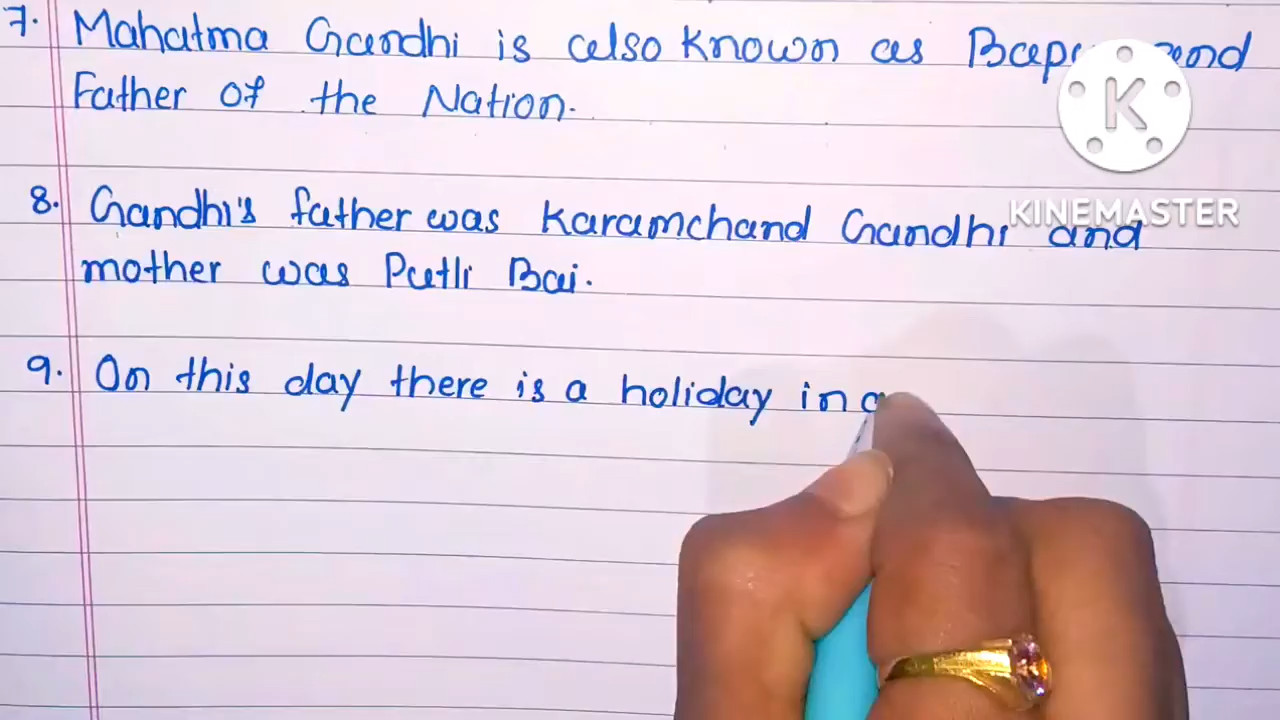 7. Mahatma Gandhi is also known as and
Father of the Nation.
8. Gandhi's father was Karamchand Gandhi and
mother was Putli Bai.
9. On this day there is a holiday in
K
KINEMASTER